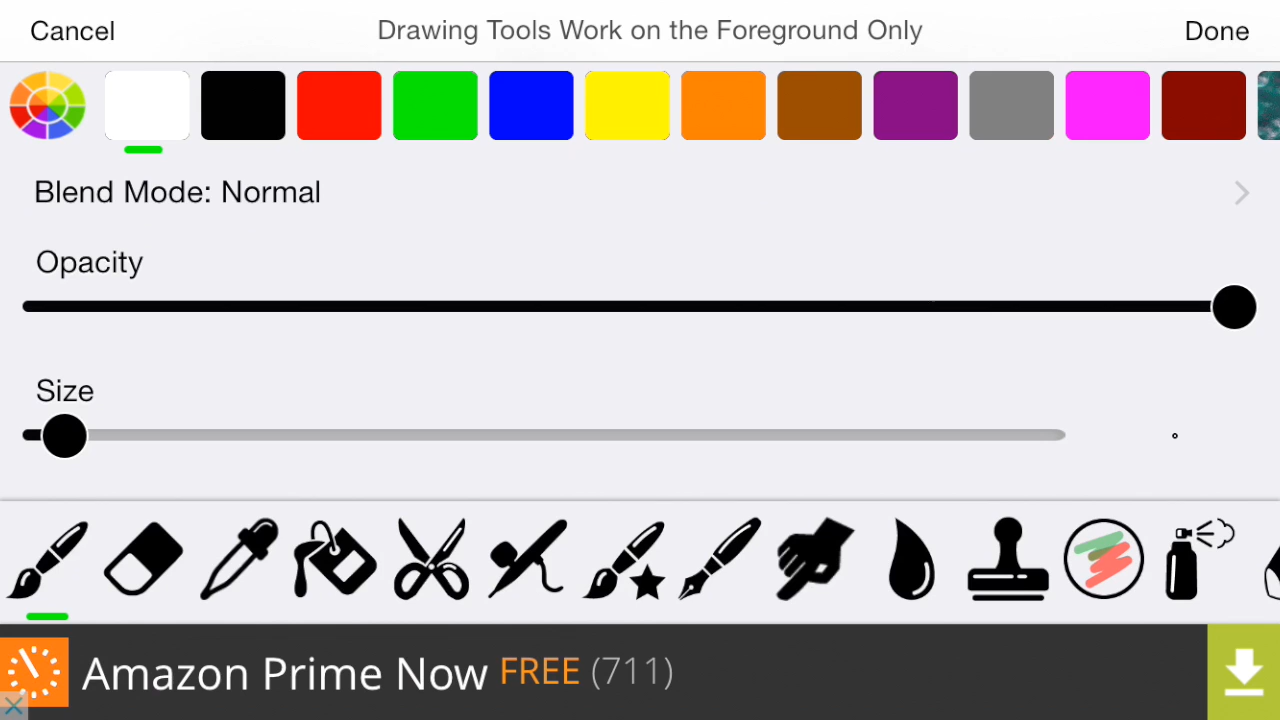 Cancel
Drawing Tools Work on the Foreground Only
Done
Blend Mode: Normal
Opacity
Size
Amazon Prime Now FREE (711)